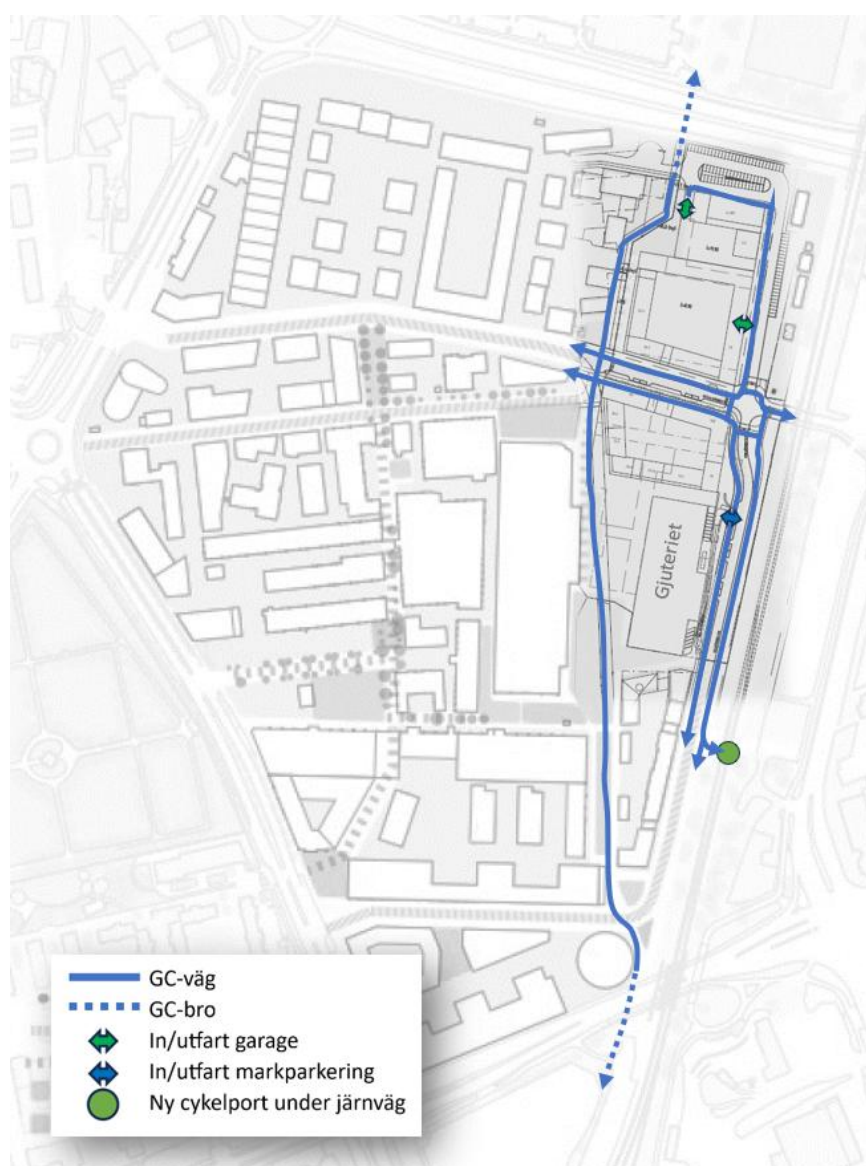 Gjuteriet
GC-väg
GC-bro
In/utfart garage
In/utfart markparkering
Ny cykelport under järnväg